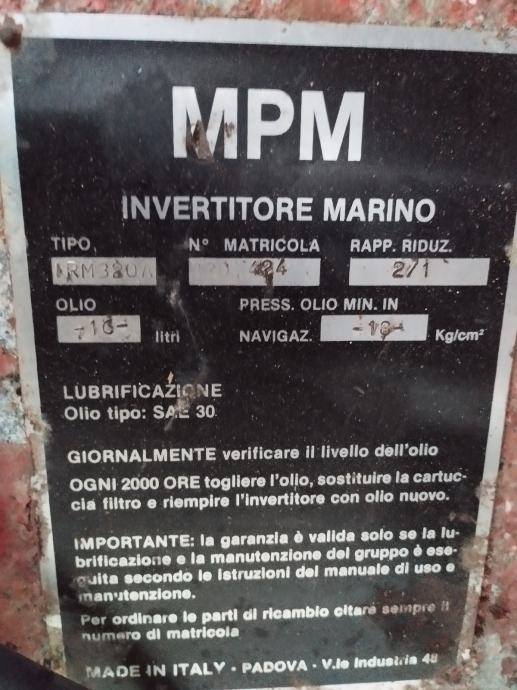 MPM
INVERTITORE MARINO
TIPO Nº MATRICOLA RAPP. RIDUZ.
424 2/1
OLIO PRESS. OLIO MIN. IN
-16- litri NAVIGAZ. -18- Kg/cm²
LUBRIFICAZIONE
Olio tipo: SAE 30
GIORNALMENTE verificare il livello dell'olio
OGNI 2000 ORE togliere l'olio, sostituire la cartuc-
cia filtro e riempire l'invertitore con olio nuovo.
IMPORTANTE: la garanzia è valida solo se la lu-
brificazione e la manutenzione del gruppo è ese-
guita secondo le istruzioni del manuale di uso e
manutenzione.
Per ordinare le parti di ricambio citare sempre il
numero di matricola
MADE IN ITALY - PADOVA - V.le Industria 48